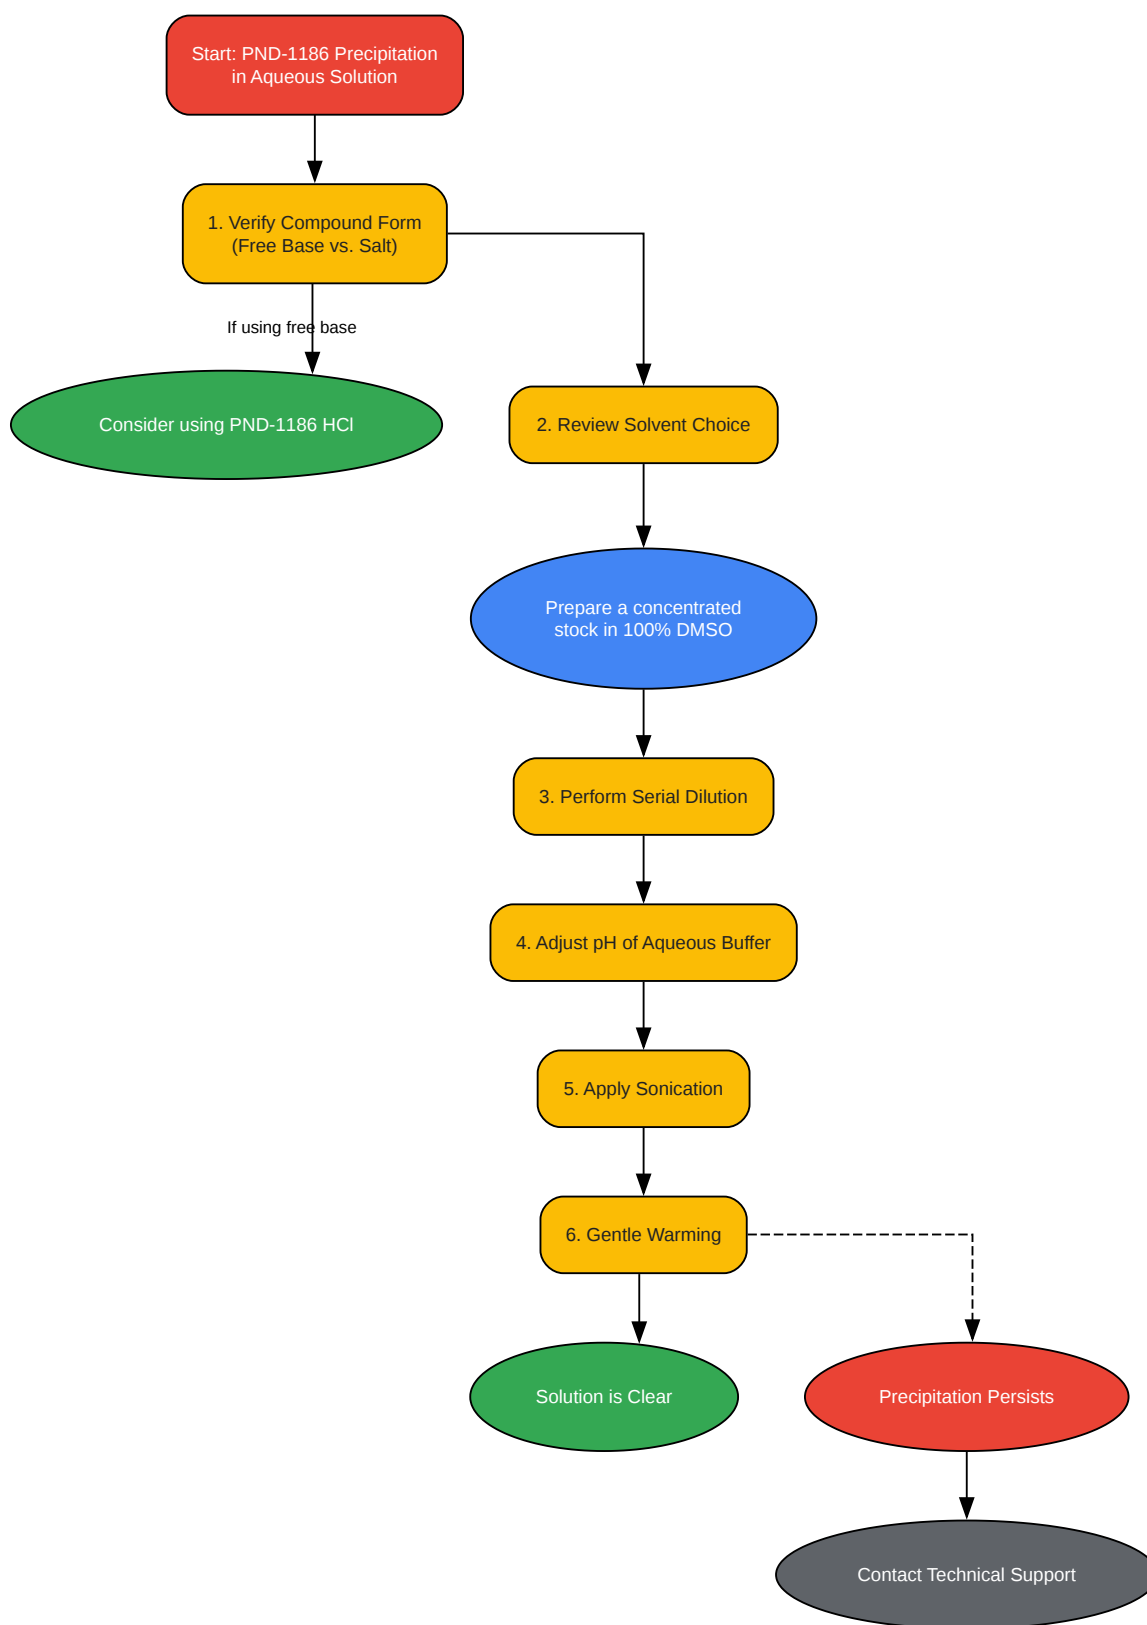 Start: PND-1186 Precipitation
in Aqueous Solution
1. Verify Compound Form
(Free Base vs. Salt)
If using free base
Consider using PND-1186 HCl
2. Review Solvent Choice
Prepare a concentrated
stock in 100% DMSO
3. Perform Serial Dilution
4. Adjust pH of Aqueous Buffer
5. Apply Sonication
6. Gentle Warming
Solution is Clear
Precipitation Persists
Contact Technical Support